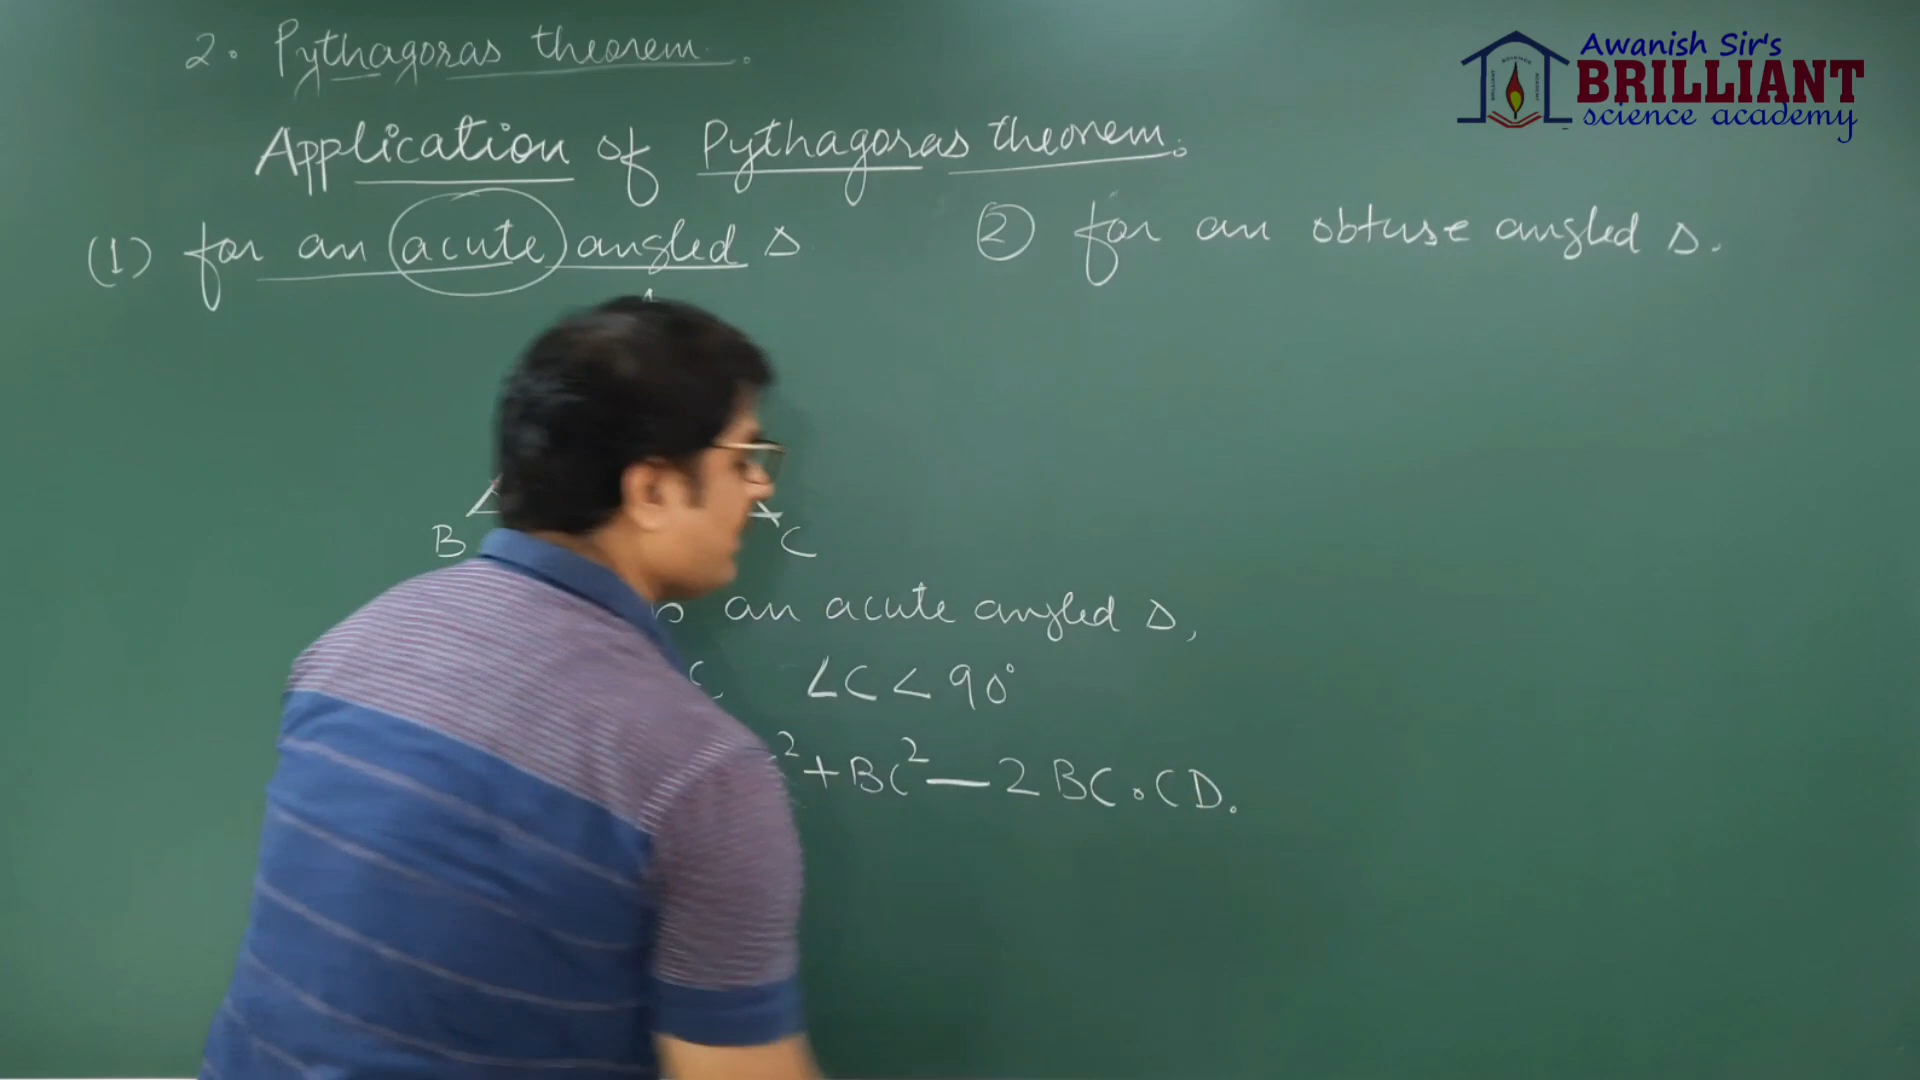 2. Pythagoras theorem.
Application of Pythagoras theorem.
(1) for an acute angled Δ
② for an obtuse angled Δ.
B
C
an acute angled Δ,
∠C < 90°
² + BC² — 2 BC . CD.
Awanish Sir's
BRILLIANT
science academy